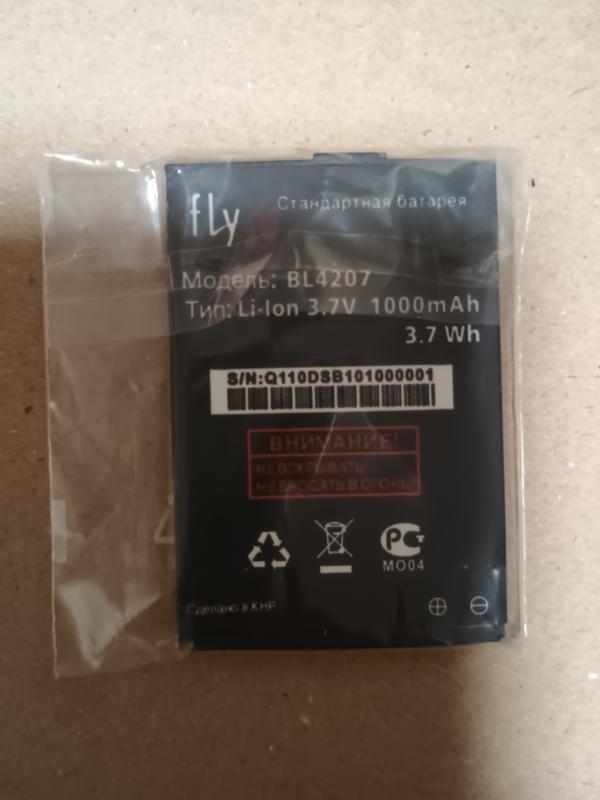 fly
Стандартная батарея
Модель: BL4207
Тип: Li-Ion 3.7V 1000mAh
3.7 Wh
S/N:Q110DSB101000001
ВНИМАНИЕ!
НЕ ВСКРЫВАТЬ!
НЕ БРОСАТЬ В ОГОНЬ!
МО04
Сделано в КНР